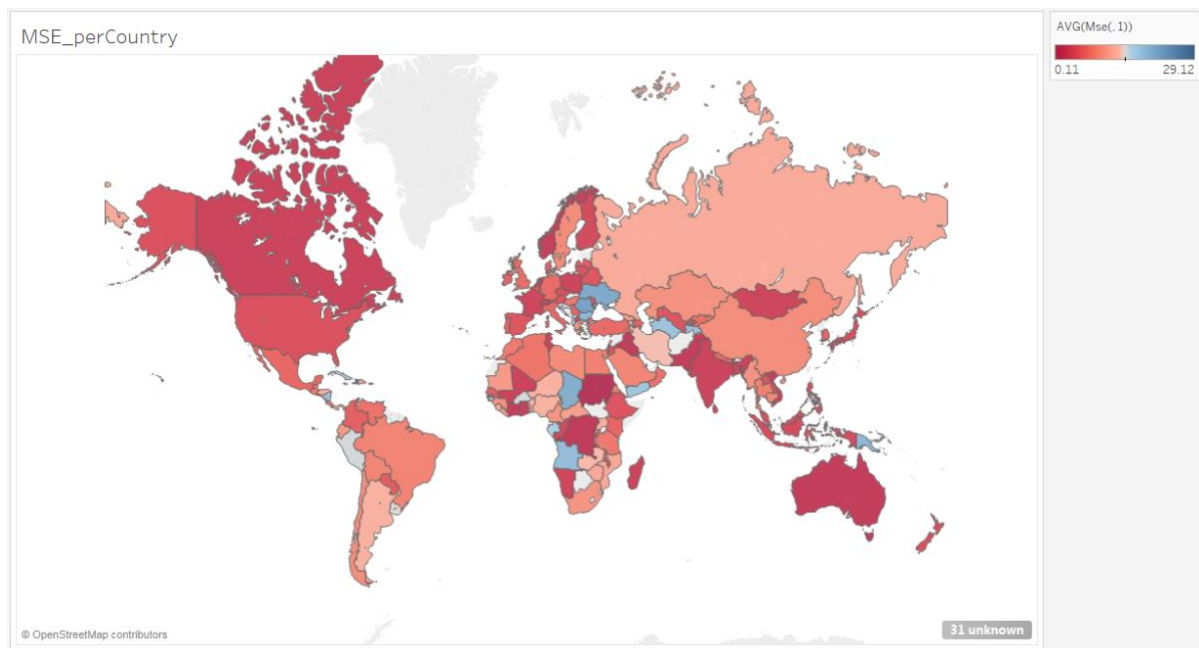 MSE_perCountry
AVG(Mse(.1))
0.11 29.12
© OpenStreetMap contributors
31 unknown